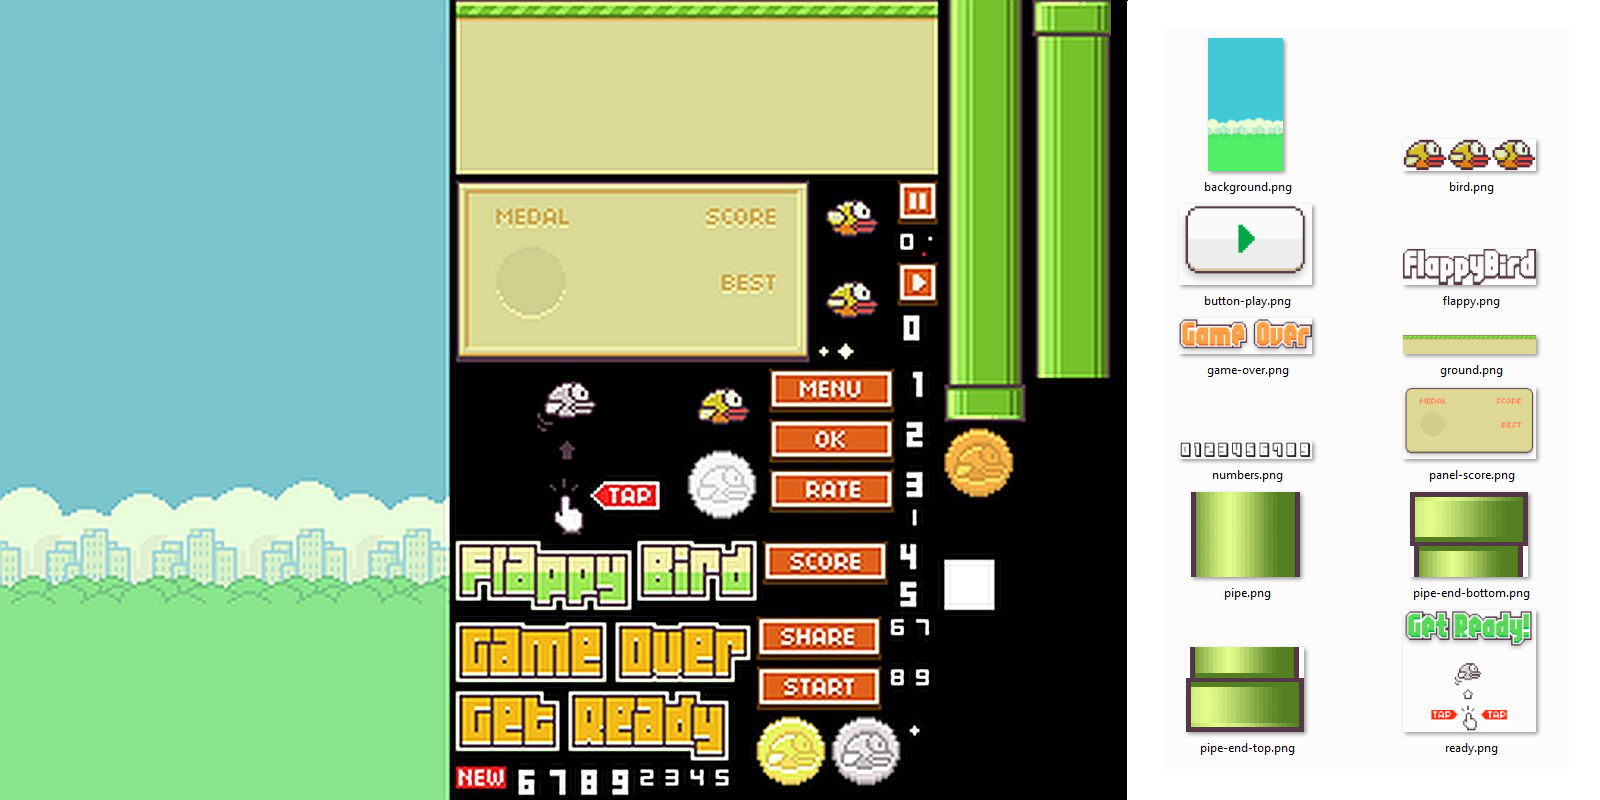 MEDAL SCORE
BEST
0
0
MENU
1
OK
2
TAP
RATE
3
1
Flappy Bird
SCORE
4
5
Game Over
SHARE
6 7
START
8 9
Get Ready
NEW 6 7 8 9 2 3 4 5
background.png
bird.png
button-play.png
FlappyBird
flappy.png
Game Over
game-over.png
ground.png
MEDAL SCORE
BEST
0123456789
numbers.png
panel-score.png
pipe.png
pipe-end-bottom.png
Get Ready!
TAP TAP
pipe-end-top.png
ready.png